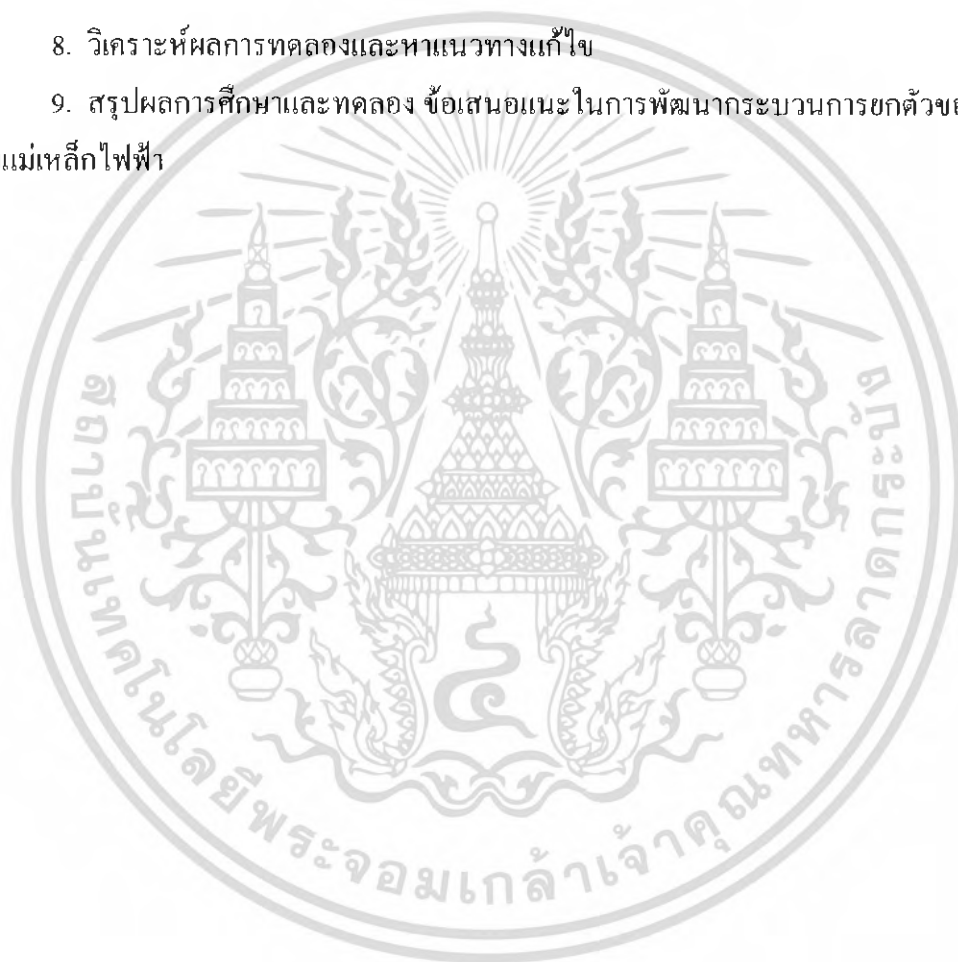 8. วิเคราะห์ผลการทดลองและหาแนวทางแก้ไข
9. สรุปผลการศึกษาและทดลอง ข้อเสนอแนะในการพัฒนากระบวนการยกตัวขอ
แม่เหล็กไฟฟ้า
สถาบันเทคโนโลยีพระจอมเกล้าเจ้าคุณทหารลาดกระบัง